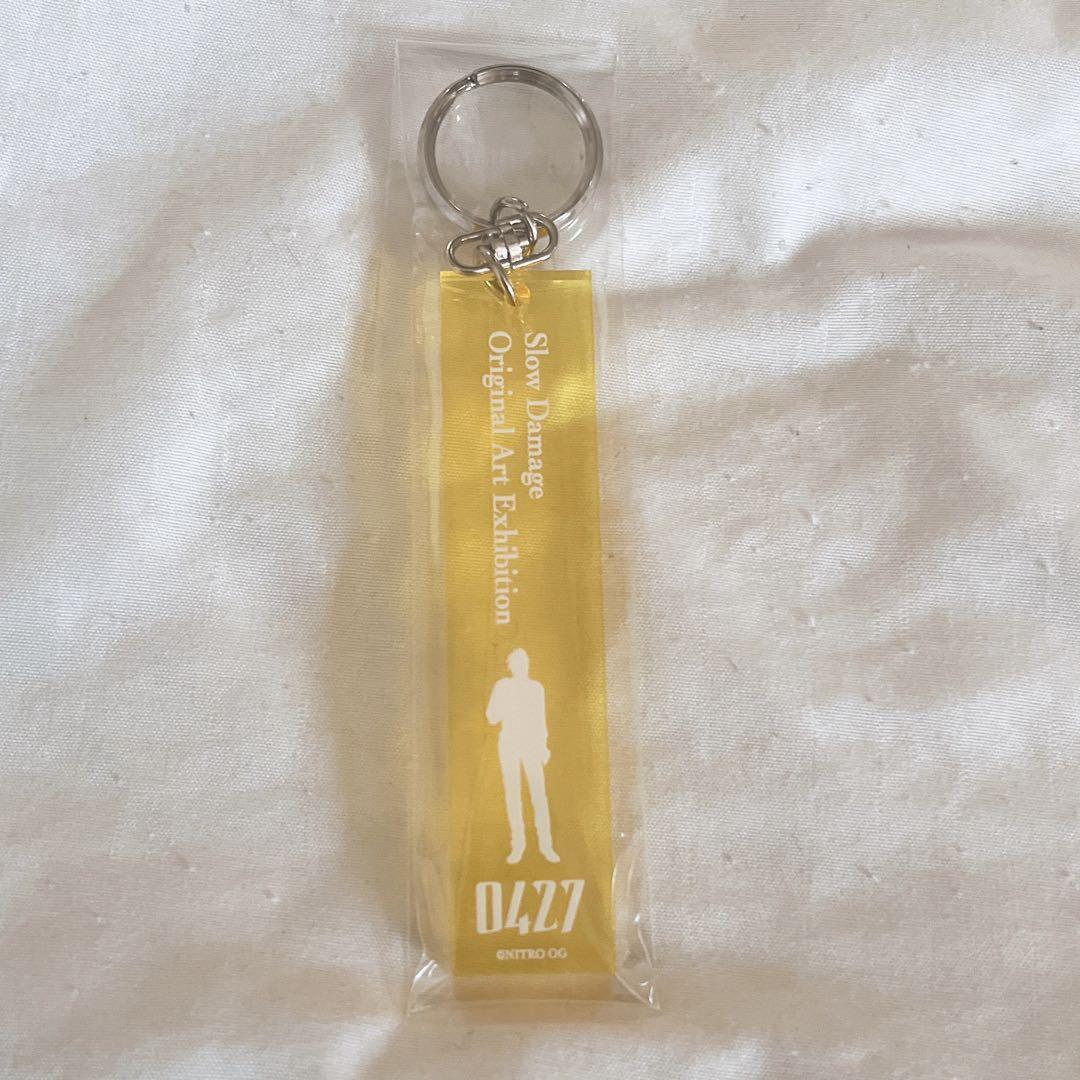 Slow Damage
Original Art Exhibition
0427
©NITRO OG